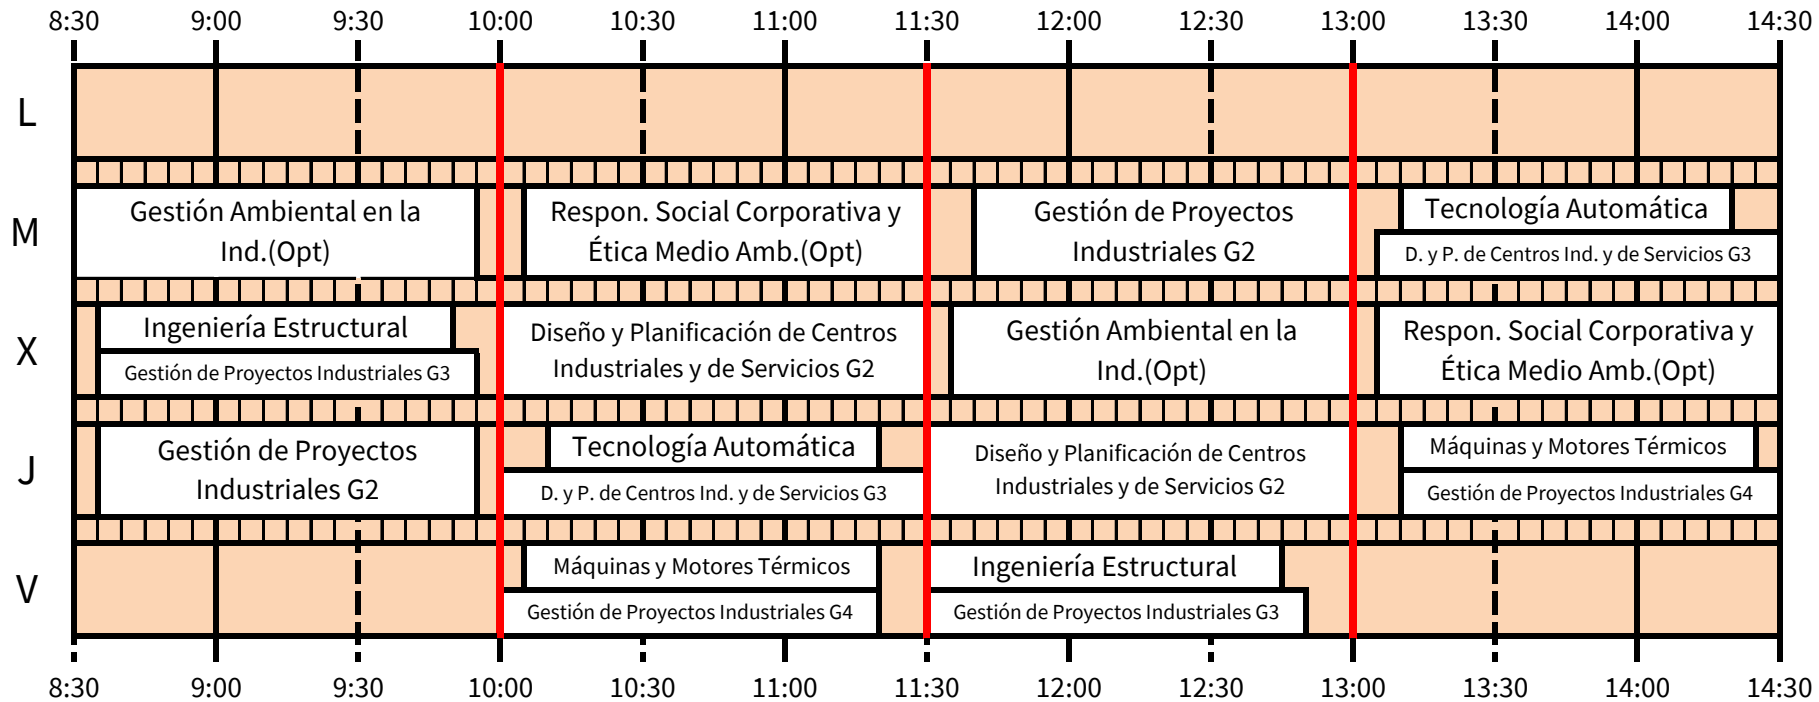 8:30 9:00 9:30 10:00 10:30 11:00 11:30 12:00 12:30 13:00 13:30 14:00 14:30
L
M
Gestión Ambiental en la
Ind.(Opt)
Respon. Social Corporativa y
Ética Medio Amb.(Opt)
Gestión de Proyectos
Industriales G2
Tecnología Automática
D. y P. de Centros Ind. y de Servicios G3
X
Ingeniería Estructural
Gestión de Proyectos Industriales G3
Diseño y Planificación de Centros
Industriales y de Servicios G2
Gestión Ambiental en la
Ind.(Opt)
Respon. Social Corporativa y
Ética Medio Amb.(Opt)
J
Gestión de Proyectos
Industriales G2
Tecnología Automática
D. y P. de Centros Ind. y de Servicios G3
Diseño y Planificación de Centros
Industriales y de Servicios G2
Máquinas y Motores Térmicos
Gestión de Proyectos Industriales G4
V
Máquinas y Motores Térmicos
Gestión de Proyectos Industriales G4
Ingeniería Estructural
Gestión de Proyectos Industriales G3
8:30 9:00 9:30 10:00 10:30 11:00 11:30 12:00 12:30 13:00 13:30 14:00 14:30